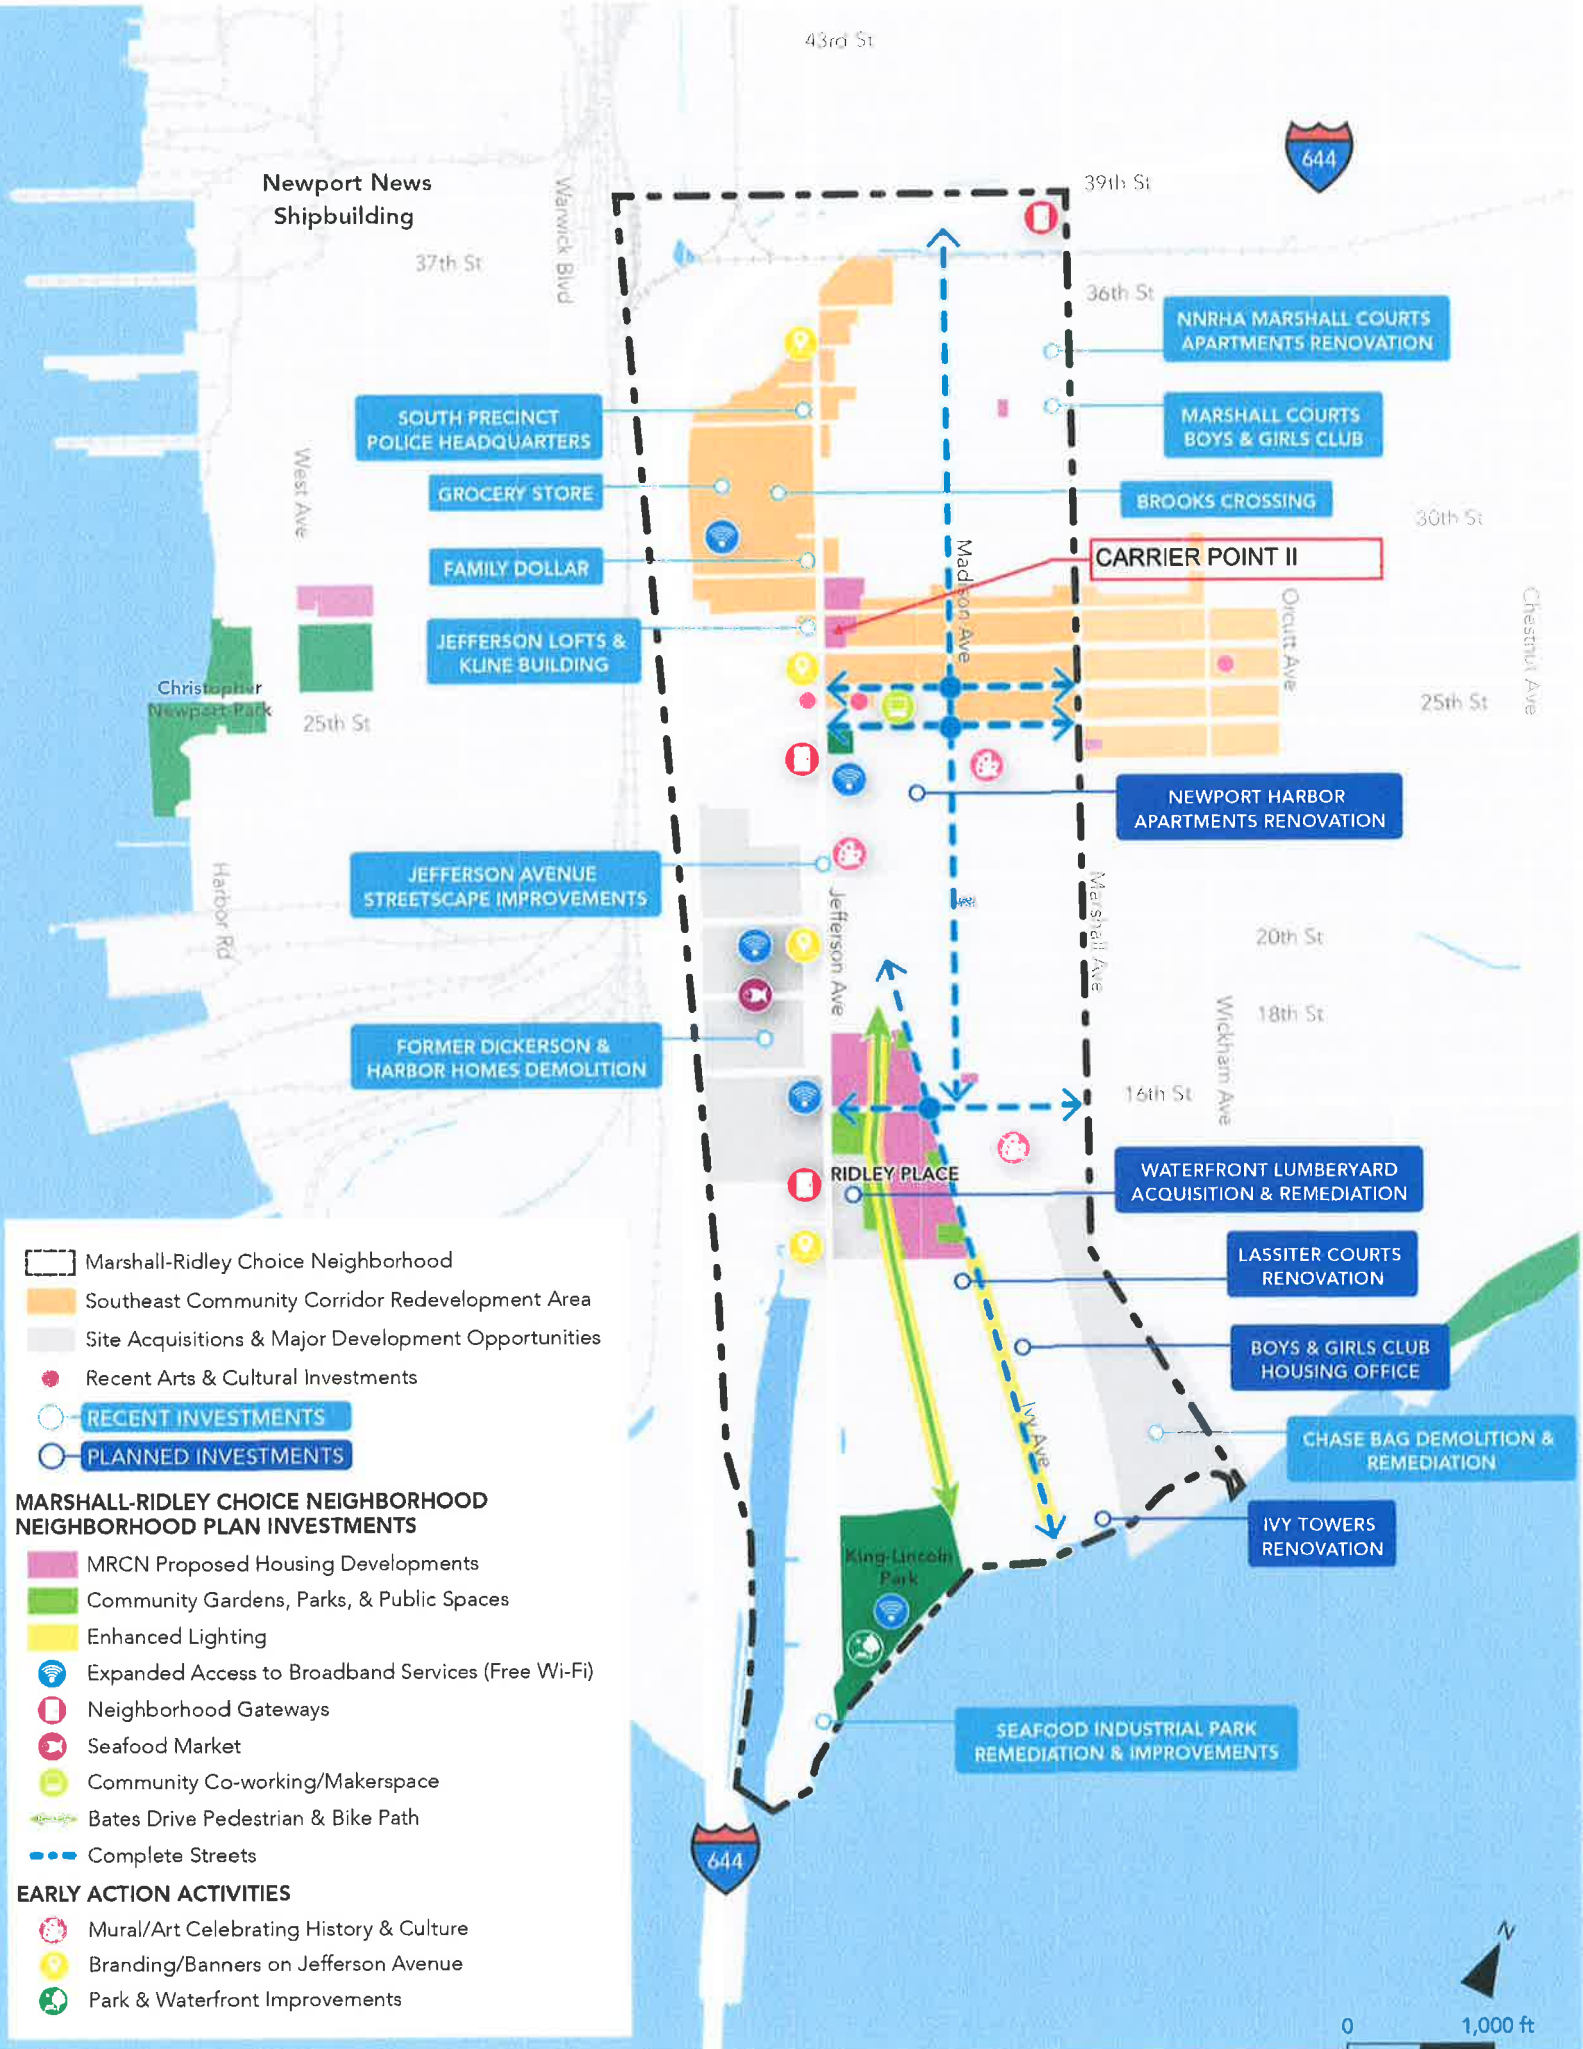 43rd St
644
39th St
Newport News
Shipbuilding
Warwick Blvd
37th St
36th St
NNRHA MARSHALL COURTS
APARTMENTS RENOVATION
SOUTH PRECINCT
POLICE HEADQUARTERS
MARSHALL COURTS
BOYS & GIRLS CLUB
West Ave
GROCERY STORE
BROOKS CROSSING
30th St
Madison Ave
CARRIER POINT II
FAMILY DOLLAR
Orcutt Ave
Chestnut Ave
JEFFERSON LOFTS &
KLINE BUILDING
Christopher
Newport Park
25th St
25th St
NEWPORT HARBOR
APARTMENTS RENOVATION
JEFFERSON AVENUE
STREETSCAPE IMPROVEMENTS
Harbor Rd
Jefferson Ave
Marshall Ave
20th St
18th St
Wickham Ave
FORMER DICKERSON &
HARBOR HOMES DEMOLITION
16th St
RIDLEY PLACE
WATERFRONT LUMBERYARD
ACQUISITION & REMEDIATION
LASSITER COURTS
RENOVATION
BOYS & GIRLS CLUB
HOUSING OFFICE
Ivy Ave
CHASE BAG DEMOLITION &
REMEDIATION
IVY TOWERS
RENOVATION
King-Lincoln
Park
SEAFOOD INDUSTRIAL PARK
REMEDIATION & IMPROVEMENTS
644
Marshall-Ridley Choice Neighborhood
Southeast Community Corridor Redevelopment Area
Site Acquisitions & Major Development Opportunities
Recent Arts & Cultural Investments
RECENT INVESTMENTS
PLANNED INVESTMENTS
MARSHALL-RIDLEY CHOICE NEIGHBORHOOD
NEIGHBORHOOD PLAN INVESTMENTS
MRCN Proposed Housing Developments
Community Gardens, Parks, & Public Spaces
Enhanced Lighting
Expanded Access to Broadband Services (Free Wi-Fi)
Neighborhood Gateways
Seafood Market
Community Co-working/Makerspace
Bates Drive Pedestrian & Bike Path
Complete Streets
EARLY ACTION ACTIVITIES
Mural/Art Celebrating History & Culture
Branding/Banners on Jefferson Avenue
Park & Waterfront Improvements
N
0 1,000 ft